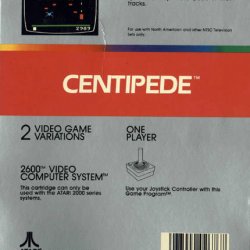 2989
Tracks.
For use with North American and other NTSC Television
Sets only.
CENTIPEDE™
2 VIDEO GAME
VARIATIONS
ONE
PLAYER
2600™ VIDEO
COMPUTER SYSTEM™
This cartridge can only be
used with the ATARI 2600 series
systems.
Use your Joystick Controller with this
Game Program™.